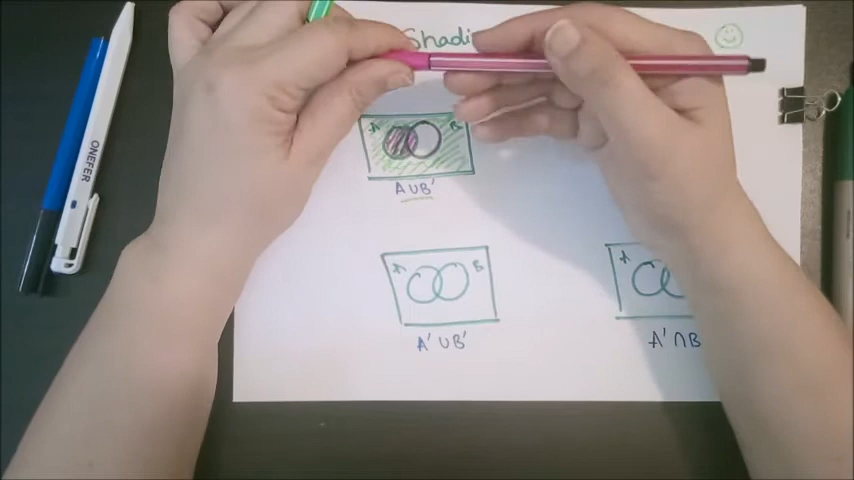 Shadi
A B
A∪B'
A B
A'∪B'
A
A'∩B
ONEFER